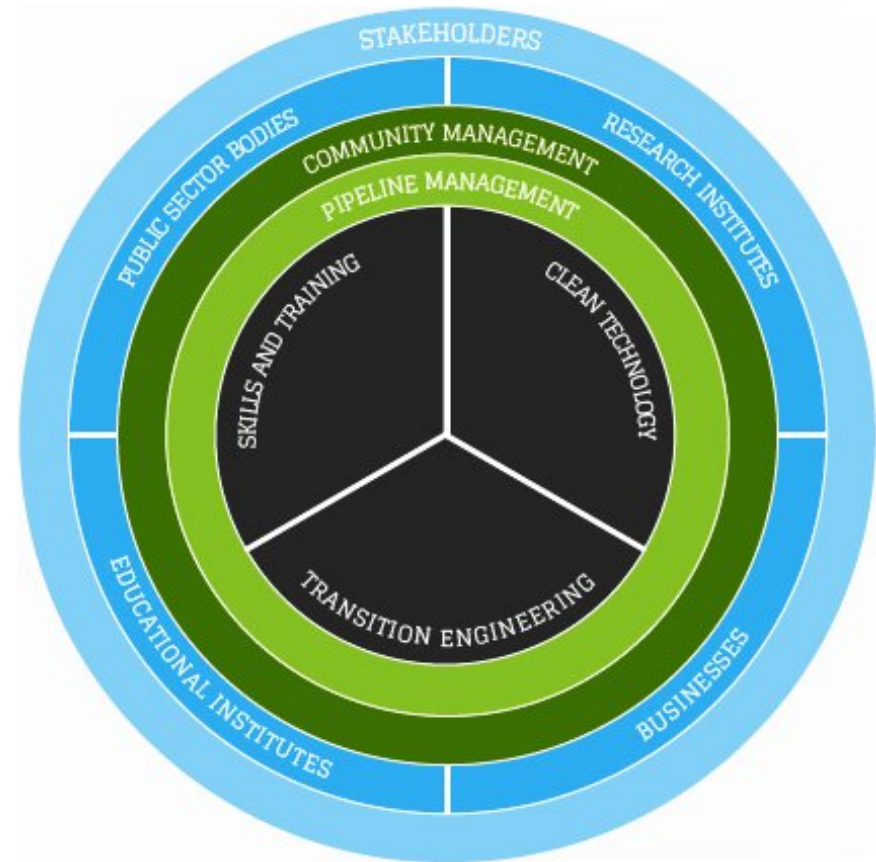 STAKEHOLDERS
PUBLIC SECTOR BODIES
RESEARCH INSTITUTES
COMMUNITY MANAGEMENT
PIPELINE MANAGEMENT
SKILLS AND TRAINING
CLEAN TECHNOLOGY
TRANSITION ENGINEERING
EDUCATIONAL INSTITUTES
BUSINESSES